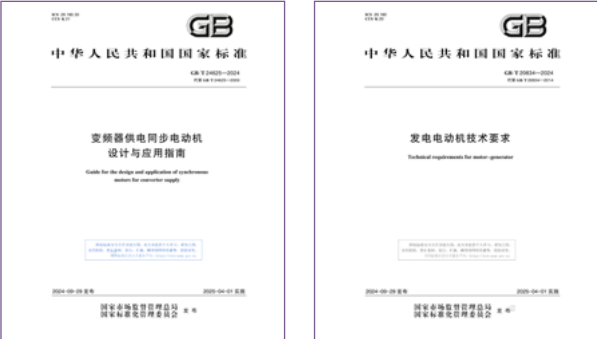 GB
中华人民共和国国家标准
GB/T 24625—2024
变频器供电同步电动机
设计与应用指南
Guide for the design and application of synchronous
motors for converter supply
2024-09-29 发布
2025-04-01 实施
国家市场监督管理总局
国家标准化管理委员会
发布
GB
中华人民共和国国家标准
GB/T 20834—2024
发电电动机技术要求
Technical requirements for motor-generator
2024-09-29 发布
2025-04-01 实施
国家市场监督管理总局
国家标准化管理委员会
发布